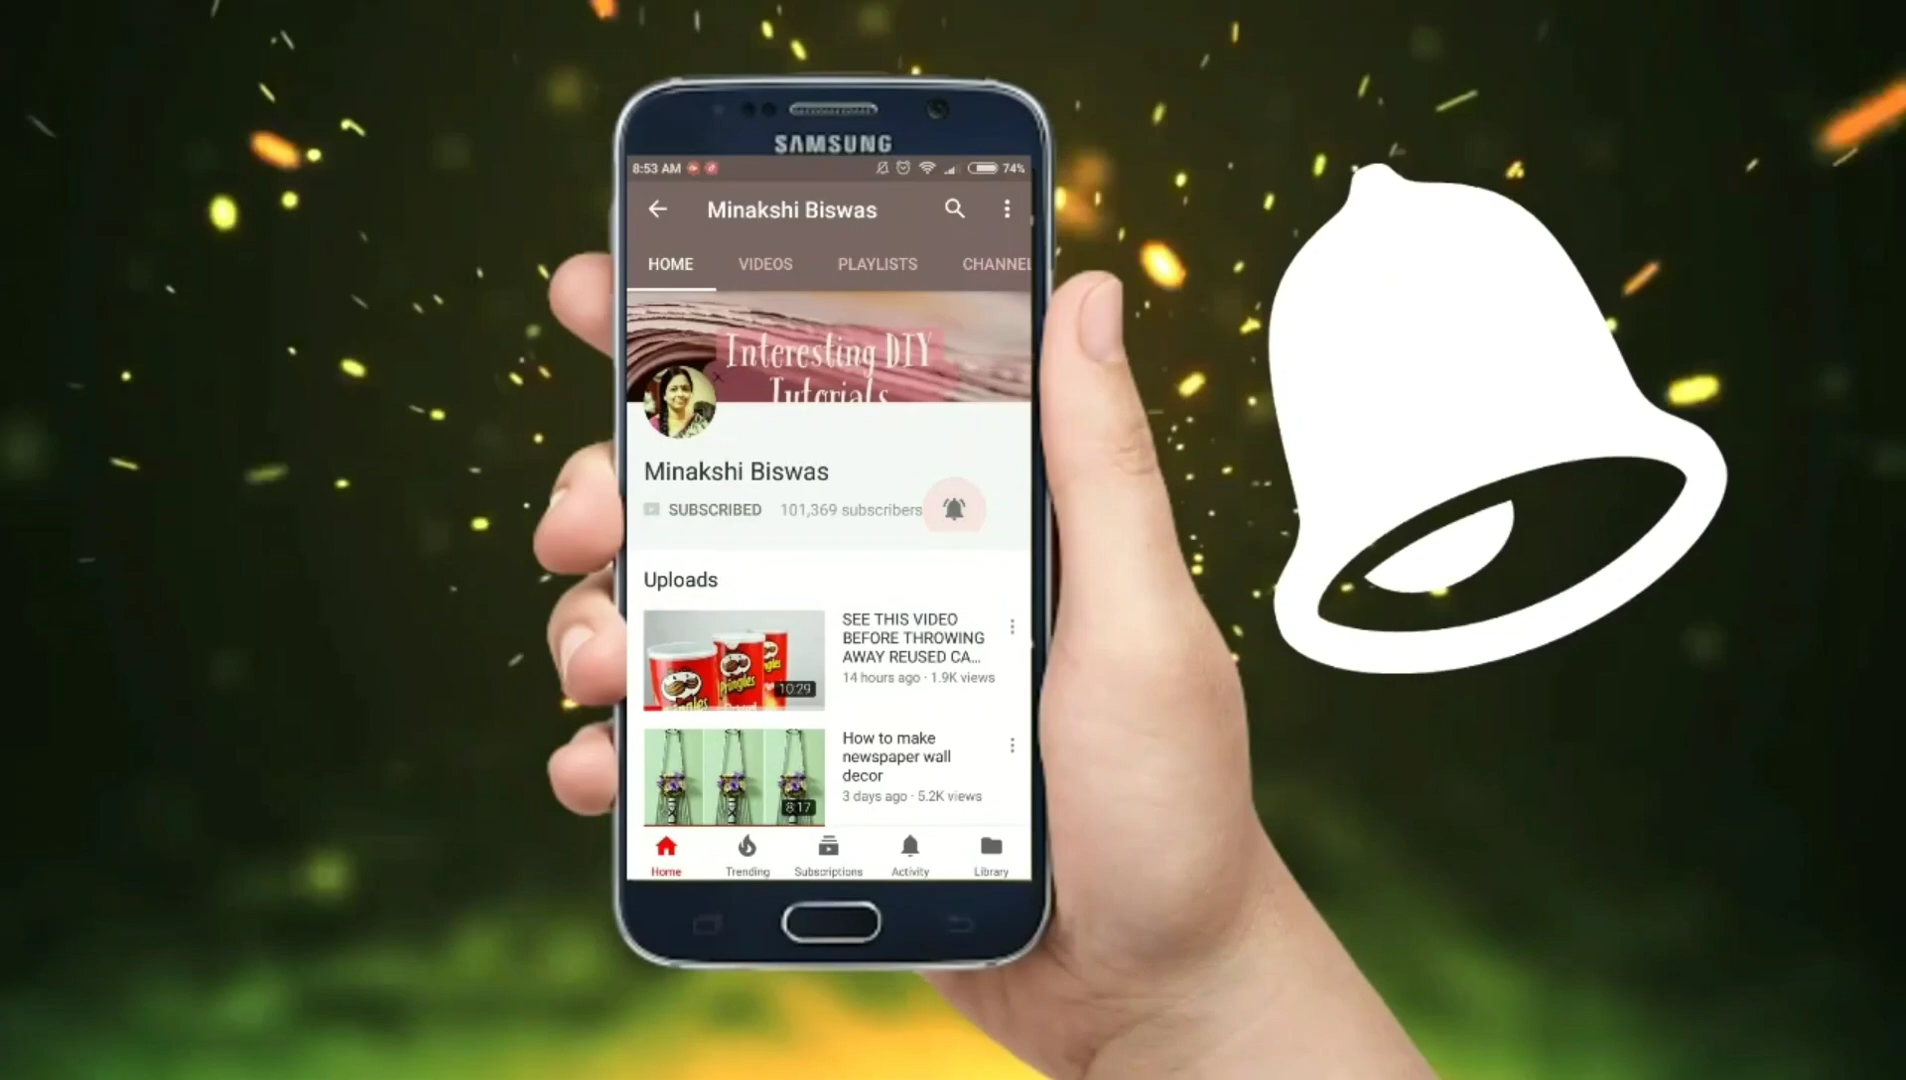 SAMSUNG
8:53 AM 74%
Minakshi Biswas
HOME VIDEOS PLAYLISTS CHANNEL
Interesting DIY
Tutorials
Minakshi Biswas
SUBSCRIBED 101,369 subscribers
Uploads
SEE THIS VIDEO
BEFORE THROWING
AWAY REUSED CA...
14 hours ago · 1.9K views
Pringles
10:29
How to make
newspaper wall
decor
3 days ago · 5.2K views
8:17
Home Trending Subscriptions Activity Library